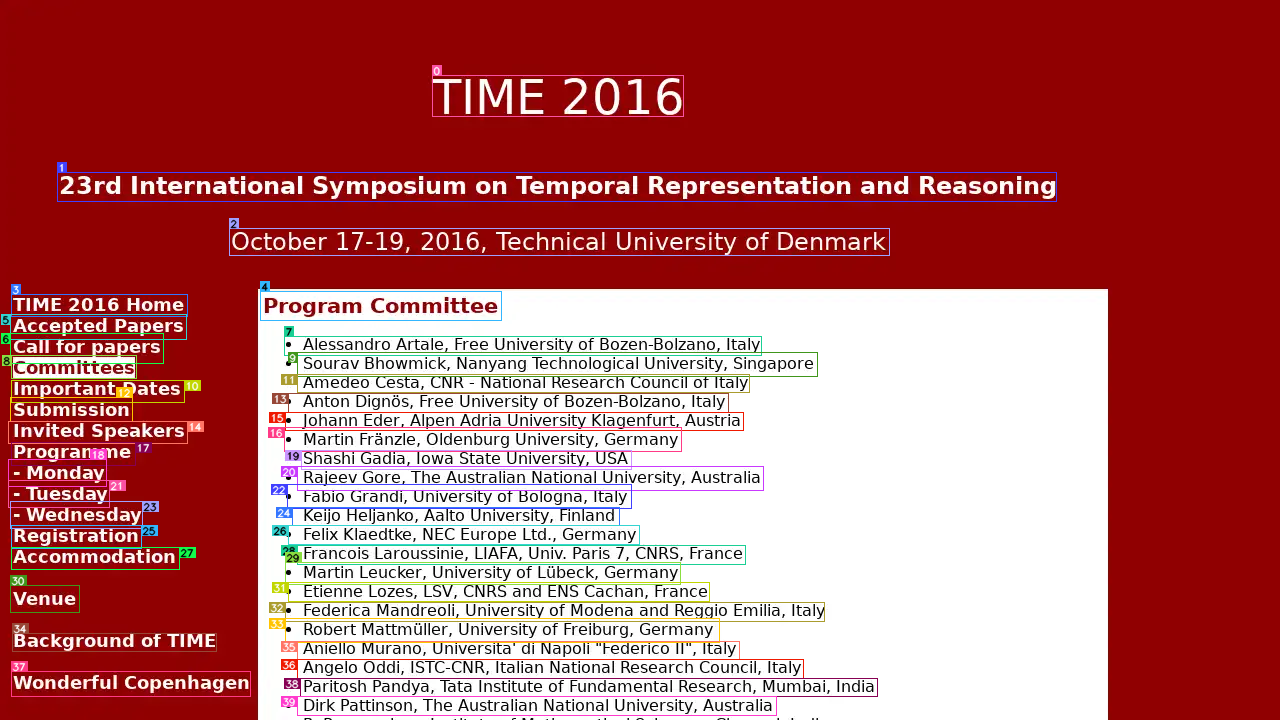 TIME 2016
23rd International Symposium on Temporal Representation and Reasoning
October 17-19, 2016, Technical University of Denmark
TIME 2016 Home
Accepted Papers
Call for papers
Committees
Important Dates
Submission
Invited Speakers
Programme
- Monday
- Tuesday
- Wednesday
Registration
Accommodation
Venue
Background of TIME
Wonderful Copenhagen
Program Committee
Alessandro Artale, Free University of Bozen-Bolzano, Italy
Sourav Bhowmick, Nanyang Technological University, Singapore
Amedeo Cesta, CNR - National Research Council of Italy
Anton Dignös, Free University of Bozen-Bolzano, Italy
Johann Eder, Alpen Adria University Klagenfurt, Austria
Martin Fränzle, Oldenburg University, Germany
Shashi Gadia, Iowa State University, USA
Rajeev Gore, The Australian National University, Australia
Fabio Grandi, University of Bologna, Italy
Keijo Heljanko, Aalto University, Finland
Felix Klaedtke, NEC Europe Ltd., Germany
Francois Laroussinie, LIAFA, Univ. Paris 7, CNRS, France
Martin Leucker, University of Lübeck, Germany
Etienne Lozes, LSV, CNRS and ENS Cachan, France
Federica Mandreoli, University of Modena and Reggio Emilia, Italy
Robert Mattmüller, University of Freiburg, Germany
Aniello Murano, Universita' di Napoli "Federico II", Italy
Angelo Oddi, ISTC-CNR, Italian National Research Council, Italy
Paritosh Pandya, Tata Institute of Fundamental Research, Mumbai, India
Dirk Pattinson, The Australian National University, Australia